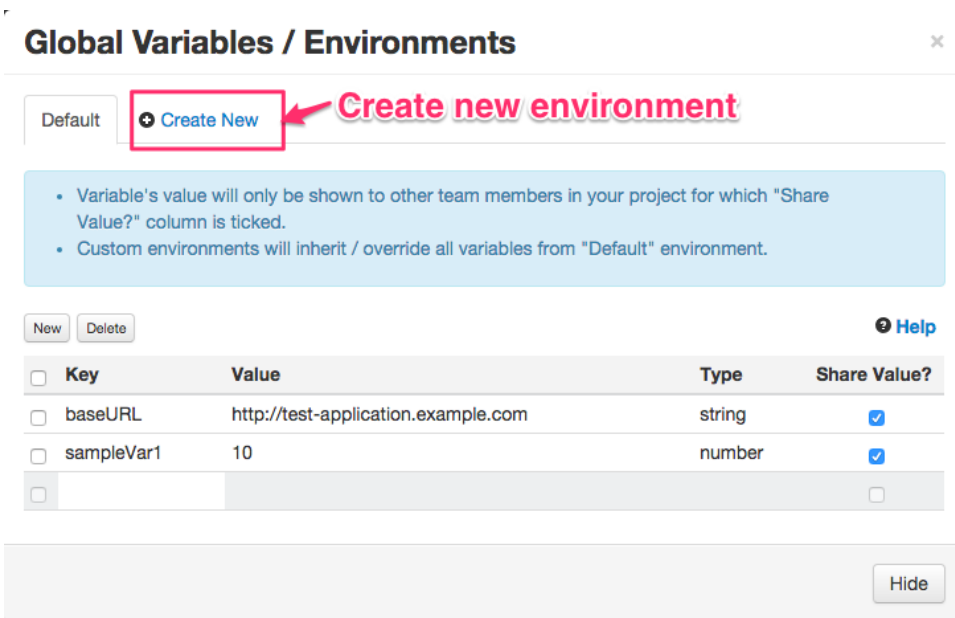 Global Variables / Environments
×
Default
Create New
Create new environment
• Variable's value will only be shown to other team members in your project for which "Share
Value?" column is ticked.
• Custom environments will inherit / override all variables from "Default" environment.
New Delete
Help
Key Value Type Share Value?
baseURL http://test-application.example.com string
sampleVar1 10 number
Hide